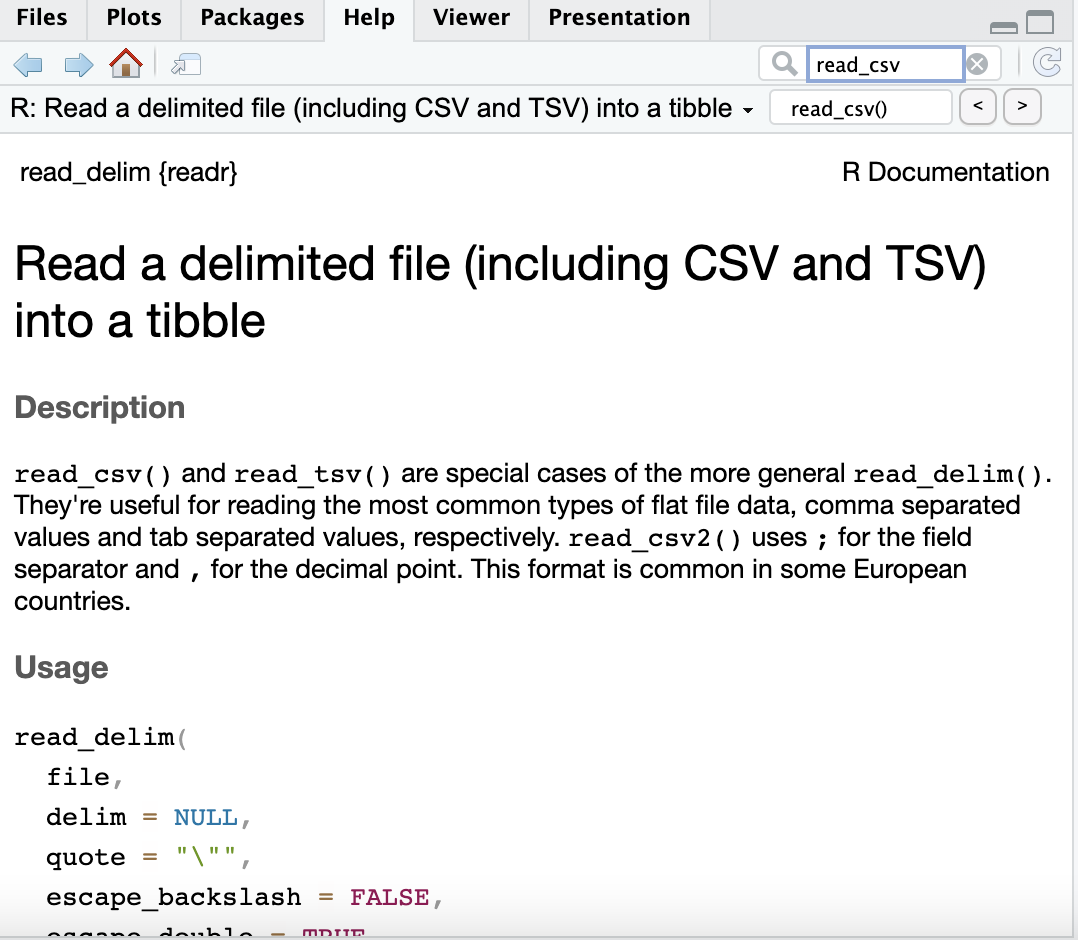 Files Plots Packages Help Viewer Presentation
read_csv
R: Read a delimited file (including CSV and TSV) into a tibble read_csv() < >
read_delim {readr} R Documentation
Read a delimited file (including CSV and TSV)
into a tibble
Description
read_csv() and read_tsv() are special cases of the more general read_delim().
They're useful for reading the most common types of flat file data, comma separated
values and tab separated values, respectively. read_csv2() uses ; for the field
separator and , for the decimal point. This format is common in some European
countries.
Usage
read_delim(
file,
delim = NULL,
quote = "\"",
escape_backslash = FALSE,
escape_double = TRUE